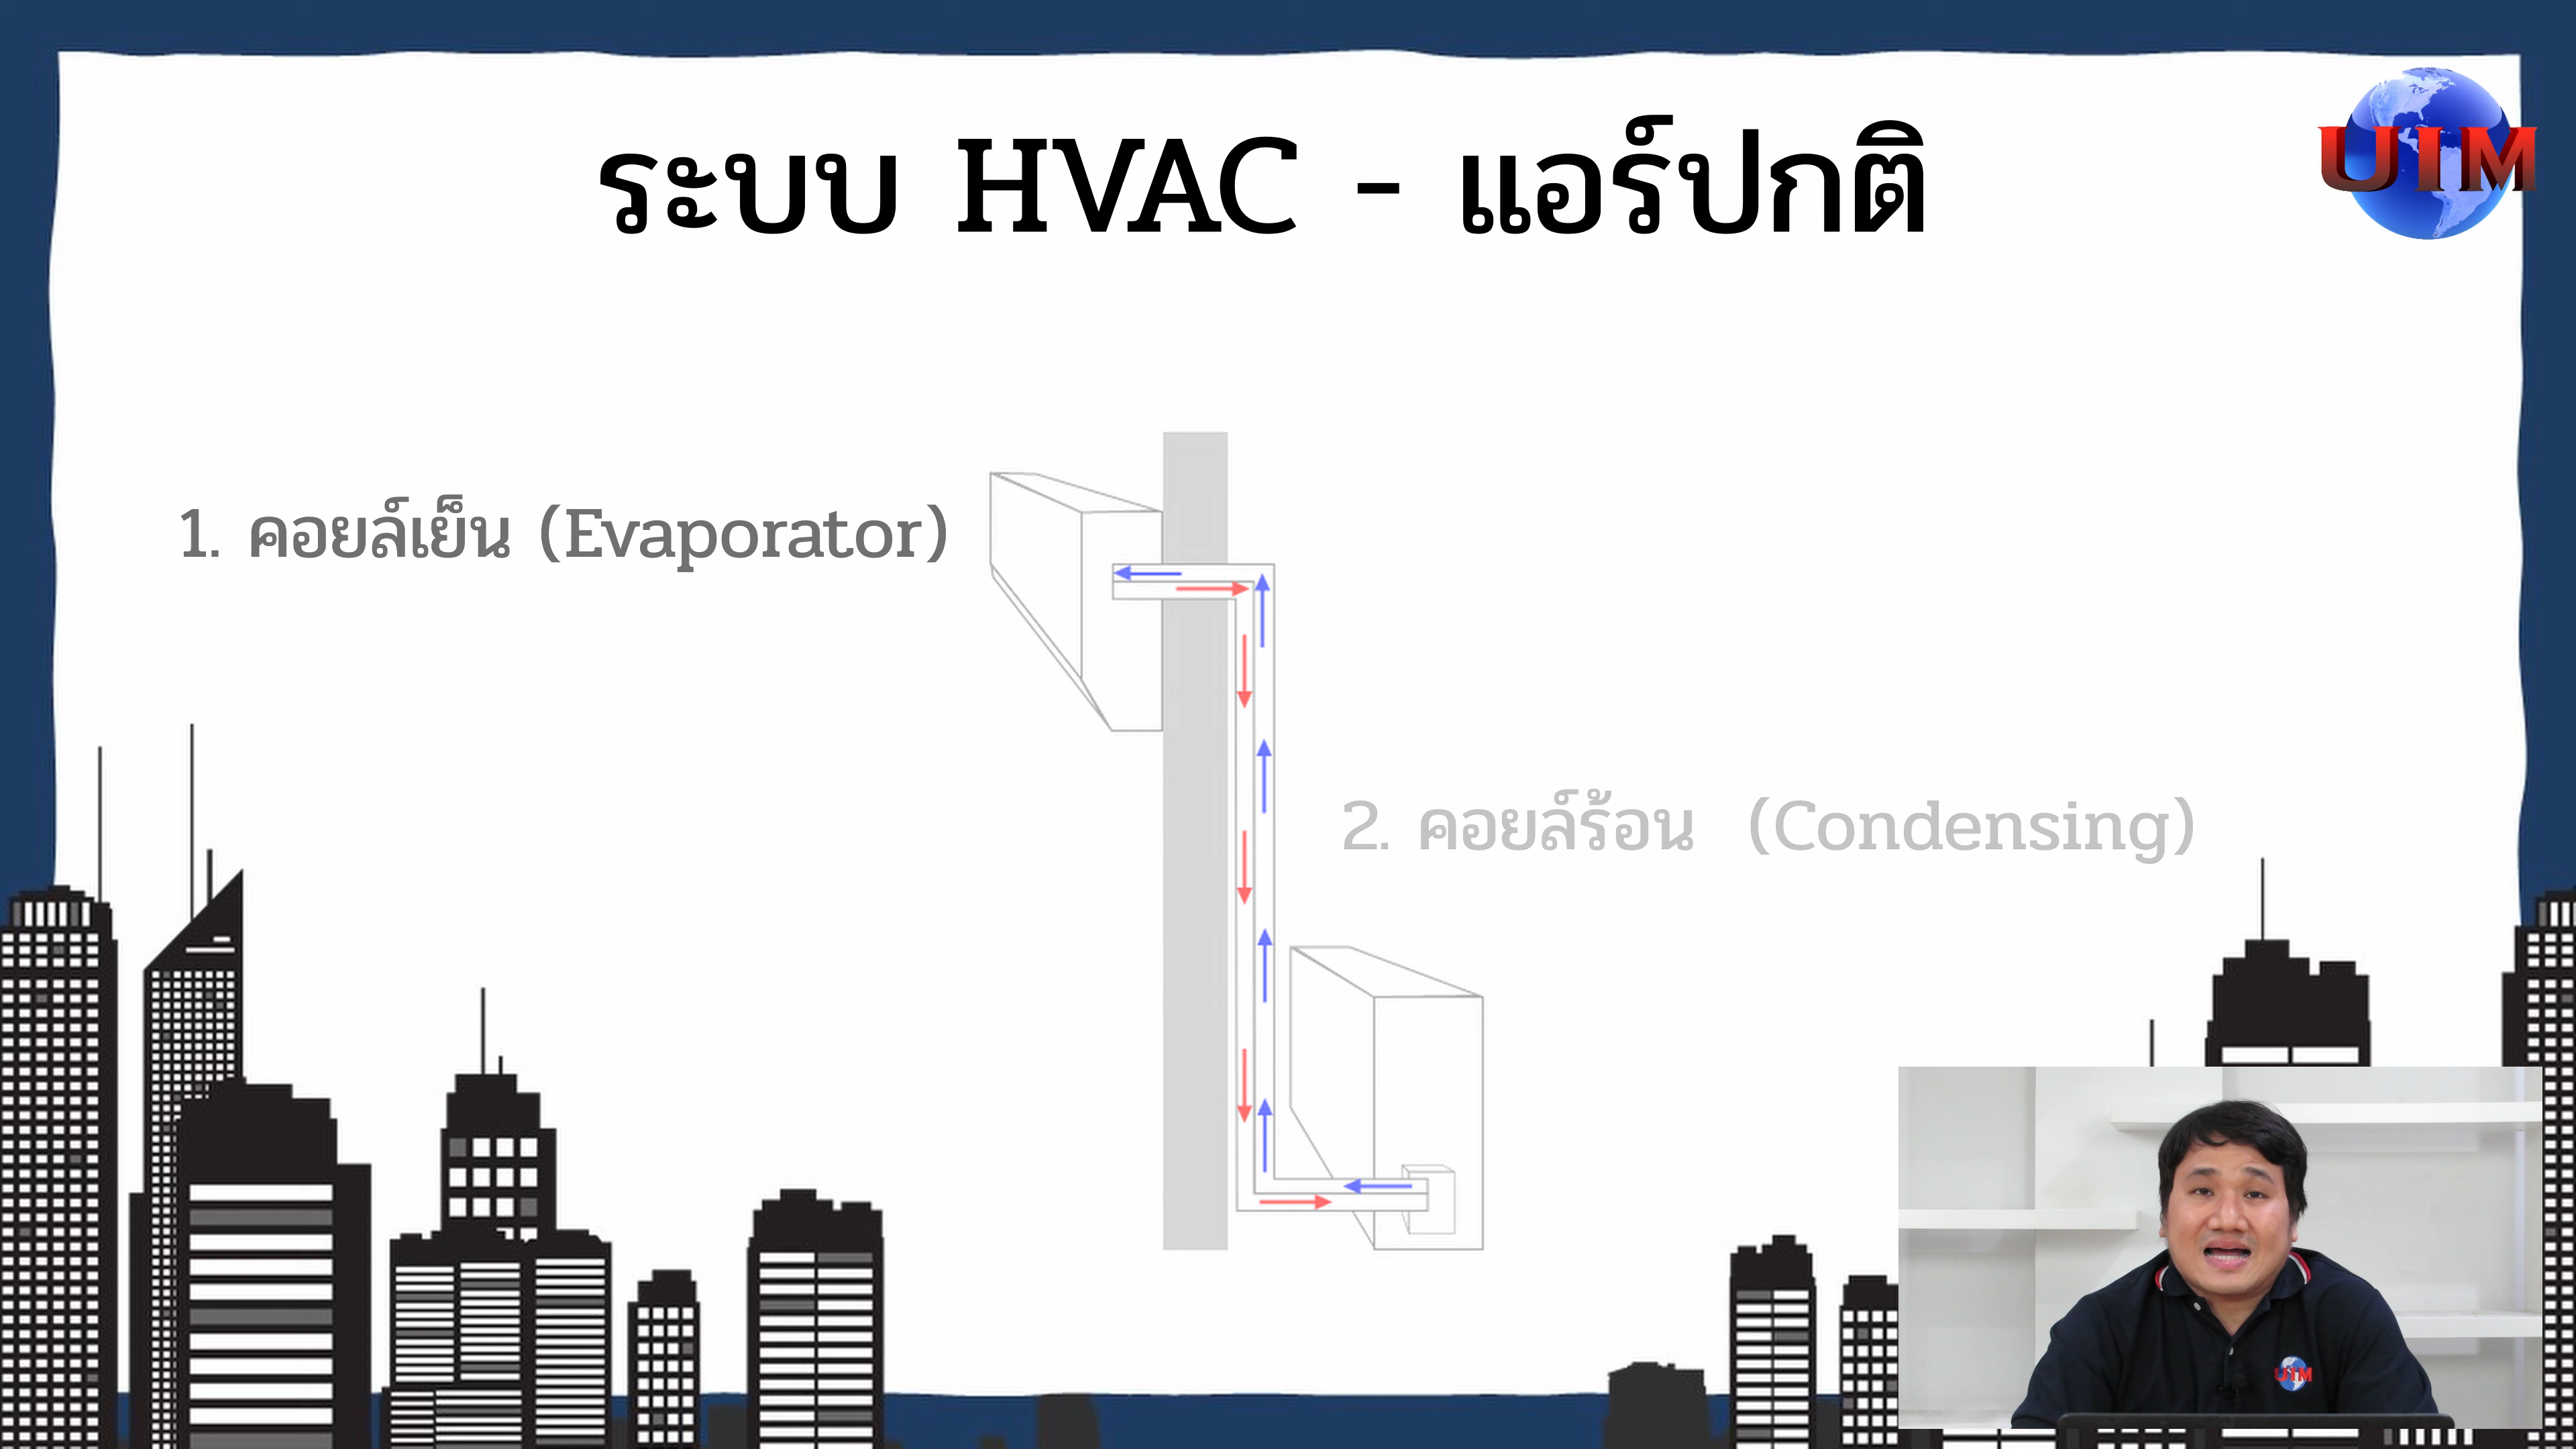 ระบบ HVAC - แอร์ปกติ
UIM
1. คอยล์เย็น (Evaporator)
2. คอยล์ร้อน (Condensing)
UIM